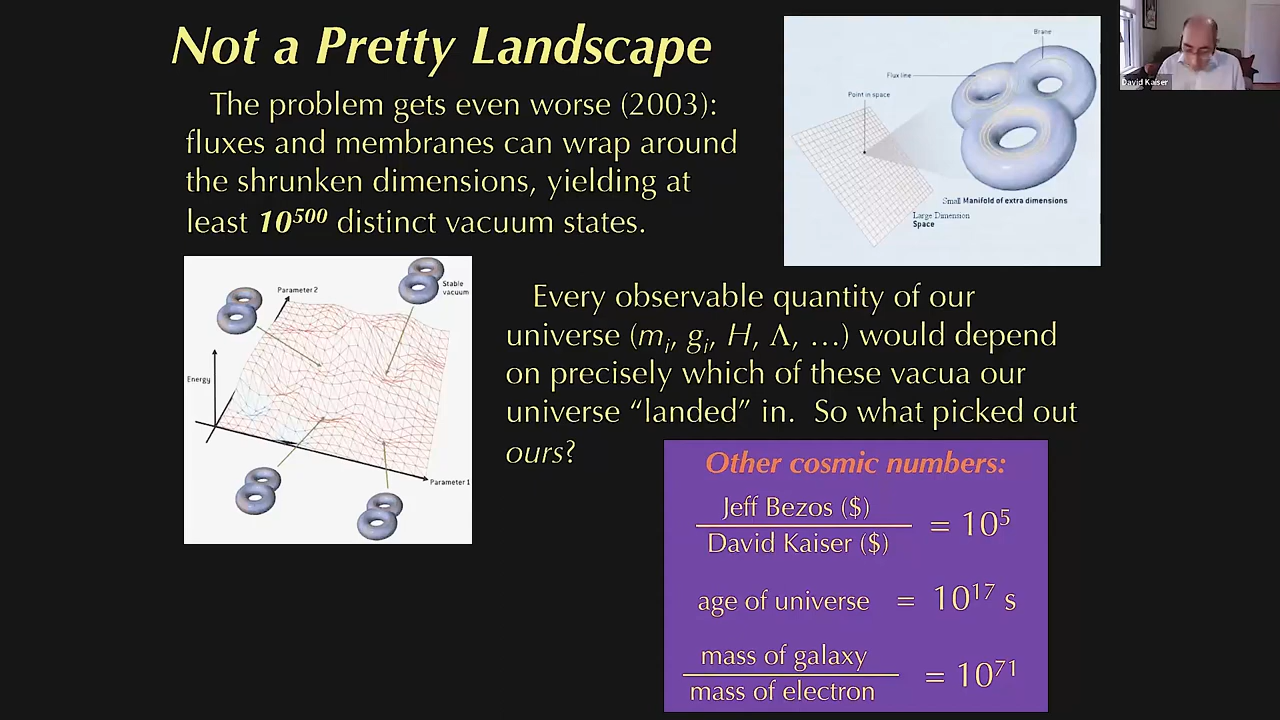 Not a Pretty Landscape
The problem gets even worse (2003):
fluxes and membranes can wrap around
the shrunken dimensions, yielding at
least 10^500 distinct vacuum states.
Brane
Flux line
Point in space
Small Manifold of extra dimensions
Large Dimension
Space
David Kaiser
Parameter 2
Stable
vacuum
Energy
Parameter 1
Every observable quantity of our
universe (m_i, g_i, H, Λ, …) would depend
on precisely which of these vacua our
universe “landed” in. So what picked out
ours?
Other cosmic numbers:
Jeff Bezos ($)
David Kaiser ($)
= 10^5
age of universe = 10^17 s
mass of galaxy
mass of electron
= 10^71